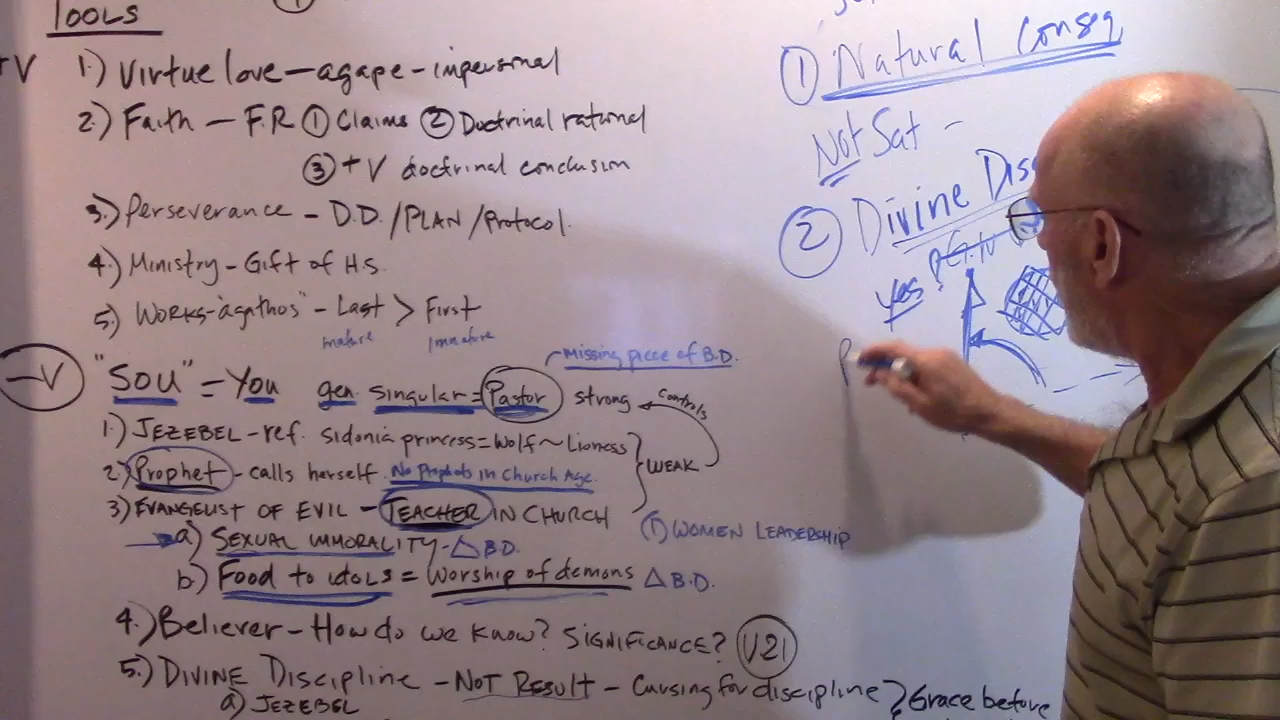 TOOLS
+V
1.) Virtue love - agape - impersonal
2.) Faith - F.R ① Claims ② Doctrinal rational
③ + V doctrinal conclusion
3.) Perseverance - D.D. / PLAN / Protocol.
4.) Ministry - Gift of H.S.
5) Works-"agathos" - Last > First
mature immature
-V
"SOU" = You gen singular = Pastor strong
Missing piece of B.D.
controls
1.) JEZEBEL - ref. Sidonia princess = Wolf ~ Lioness
2) Prophet - calls herself. No Prophets in Church Age.
WEAK
3) EVANGELIST OF EVIL - TEACHER IN CHURCH
① WOMEN LEADERSHIP
a) SEXUAL IMMORALITY - △ B.D.
b) Food to idols = Worship of demons △ B.D.
4.) Believer - How do we know? SIGNIFICANCE? V21
5.) DIVINE Discipline - NOT RESULT - Cursing for discipline } Grace before
a) JEZEBEL
① Natural Conseq
Not Sat -
② Divine Disc
yes